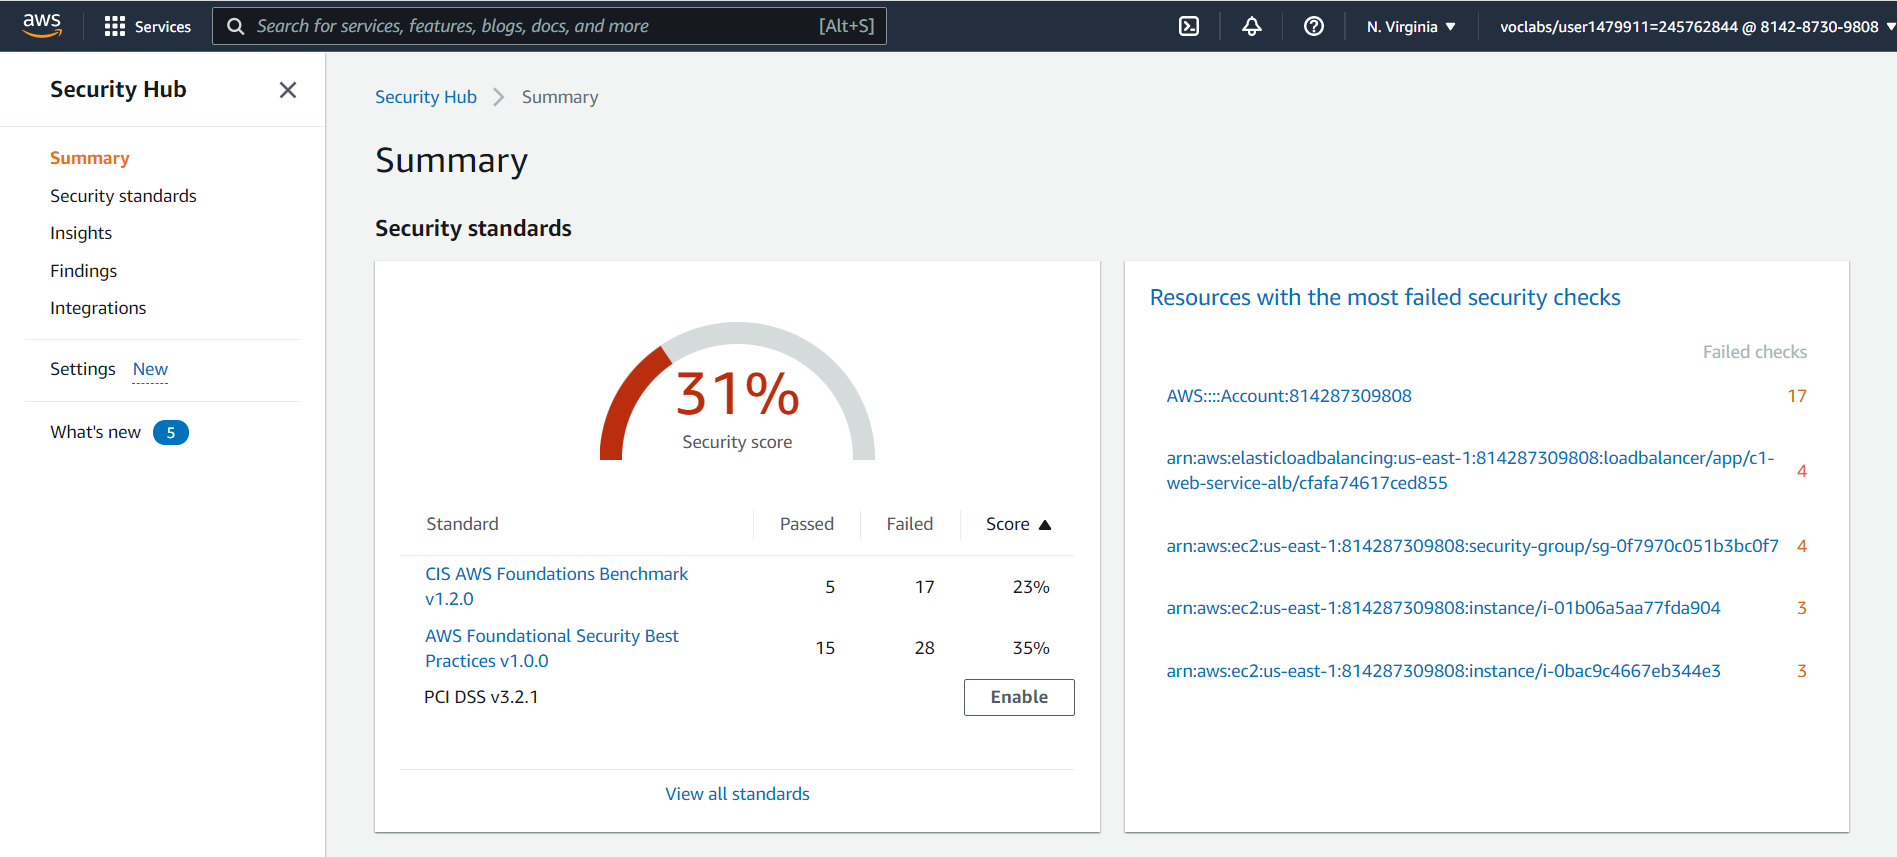 aws
Services
Search for services, features, blogs, docs, and more
[Alt+S]
N. Virginia
voclabs/user1479911=245762844 @ 8142-8730-9808
Security Hub
Summary
Security standards
Insights
Findings
Integrations
Settings New
What's new 5
Security Hub Summary
Summary
Security standards
31%
Security score
Standard Passed Failed Score
CIS AWS Foundations Benchmark
v1.2.0
5 17 23%
AWS Foundational Security Best
Practices v1.0.0
15 28 35%
PCI DSS v3.2.1 Enable
View all standards
Resources with the most failed security checks
Failed checks
AWS::::Account:814287309808 17
arn:aws:elasticloadbalancing:us-east-1:814287309808:loadbalancer/app/c1-
web-service-alb/cfafa74617ced855
4
arn:aws:ec2:us-east-1:814287309808:security-group/sg-0f7970c051b3bc0f7 4
arn:aws:ec2:us-east-1:814287309808:instance/i-01b06a5aa77fda904 3
arn:aws:ec2:us-east-1:814287309808:instance/i-0bac9c4667eb344e3 3